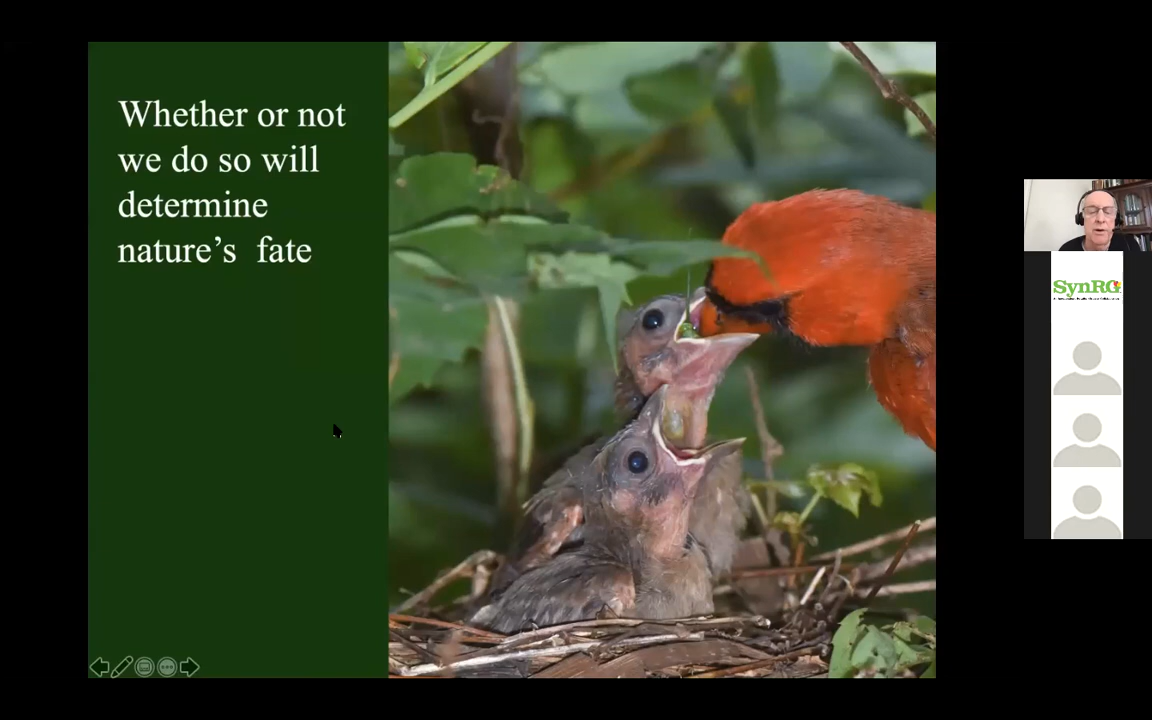 Whether or not
we do so will
determine
nature’s  fate
SynRG